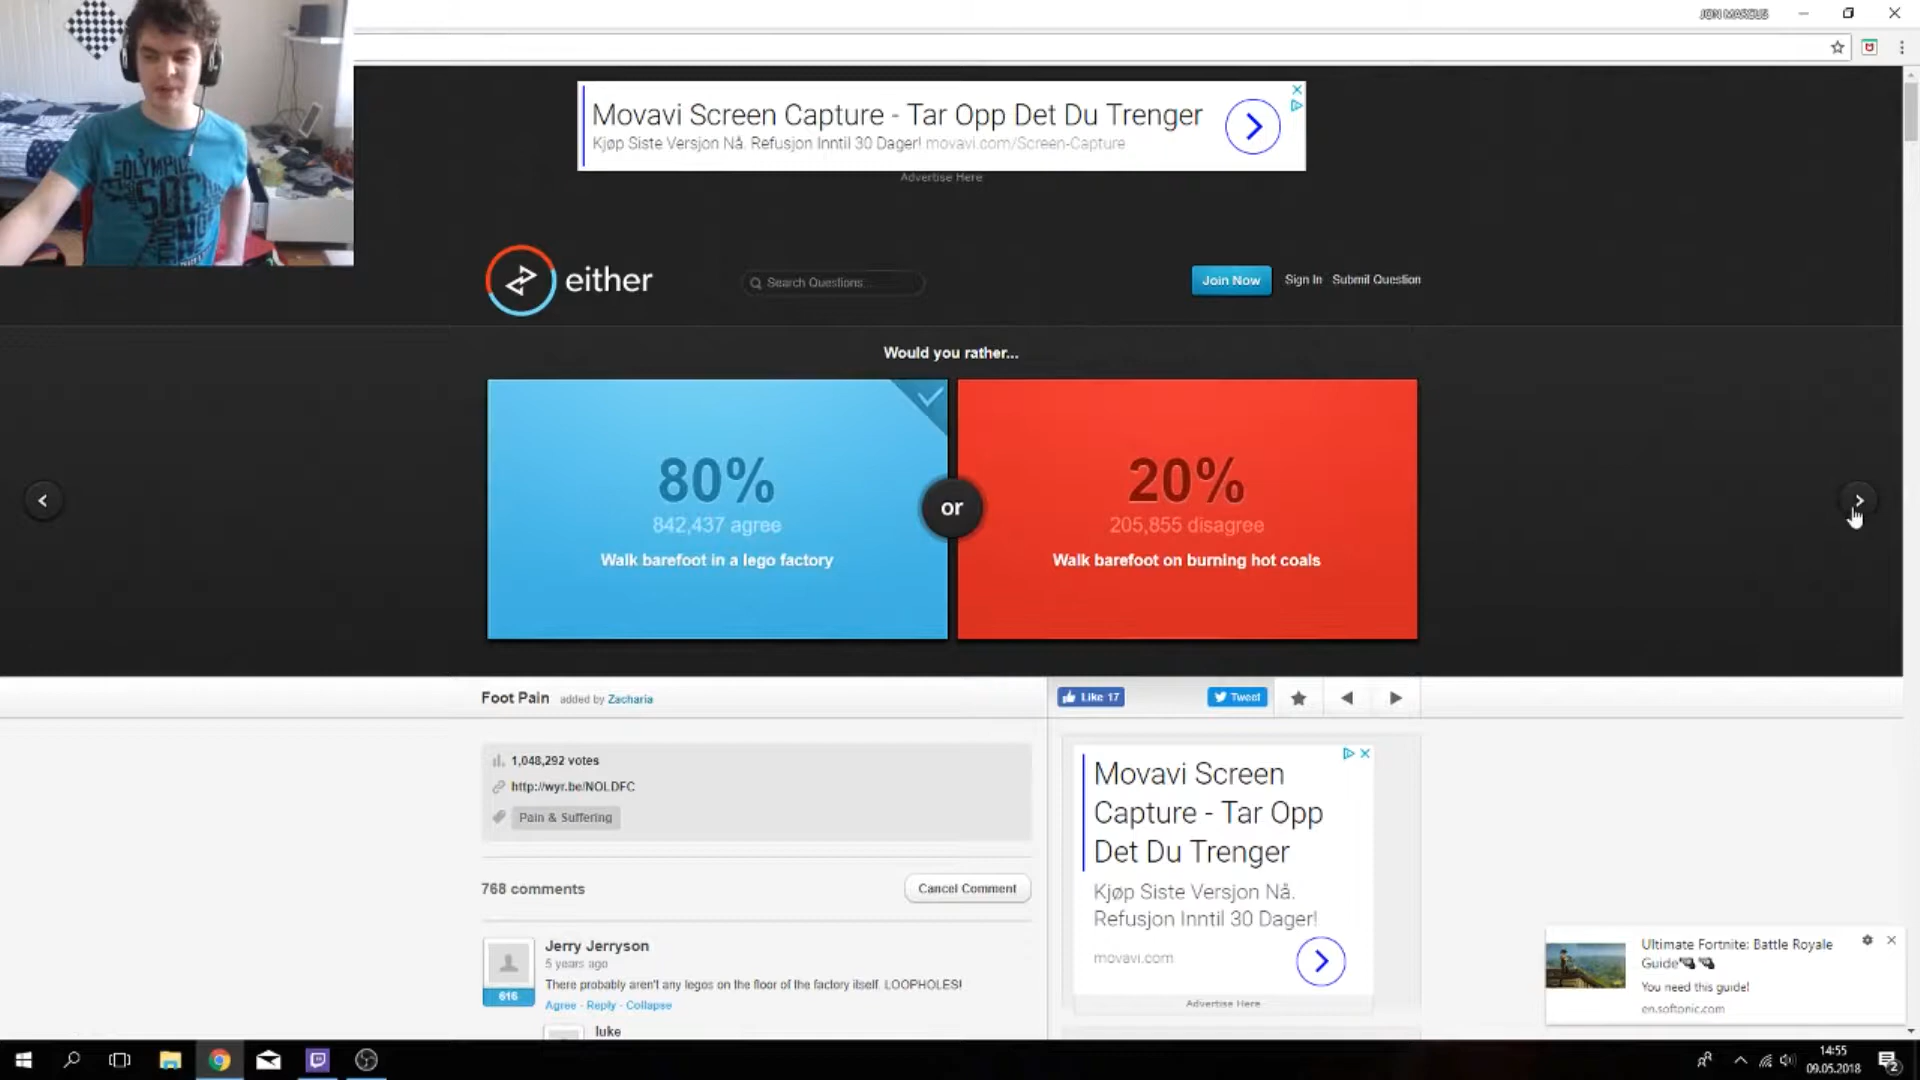 JON MARCUS
Movavi Screen Capture - Tar Opp Det Du Trenger
Kjøp Siste Versjon Nå. Refusjon Inntil 30 Dager! movavi.com/Screen-Capture
Advertise Here
OLYMPIC
SOC
either
Search Questions...
Join Now
Sign In
Submit Question
Would you rather...
80%
842,437 agree
Walk barefoot in a lego factory
or
20%
205,855 disagree
Walk barefoot on burning hot coals
Foot Pain added by Zacharia
Like 17
Tweet
1,048,292 votes
http://wyr.be/NOLDFC
Pain & Suffering
768 comments
Cancel Comment
Jerry Jerryson
5 years ago
616
There probably aren't any legos on the floor of the factory itself. LOOPHOLES!
Agree - Reply - Collapse
luke
Movavi Screen
Capture - Tar Opp
Det Du Trenger
Kjøp Siste Versjon Nå.
Refusjon Inntil 30 Dager!
movavi.com
Advertise Here
Ultimate Fortnite: Battle Royale
Guide
You need this guide!
en.softonic.com
14:55
09.05.2018
2